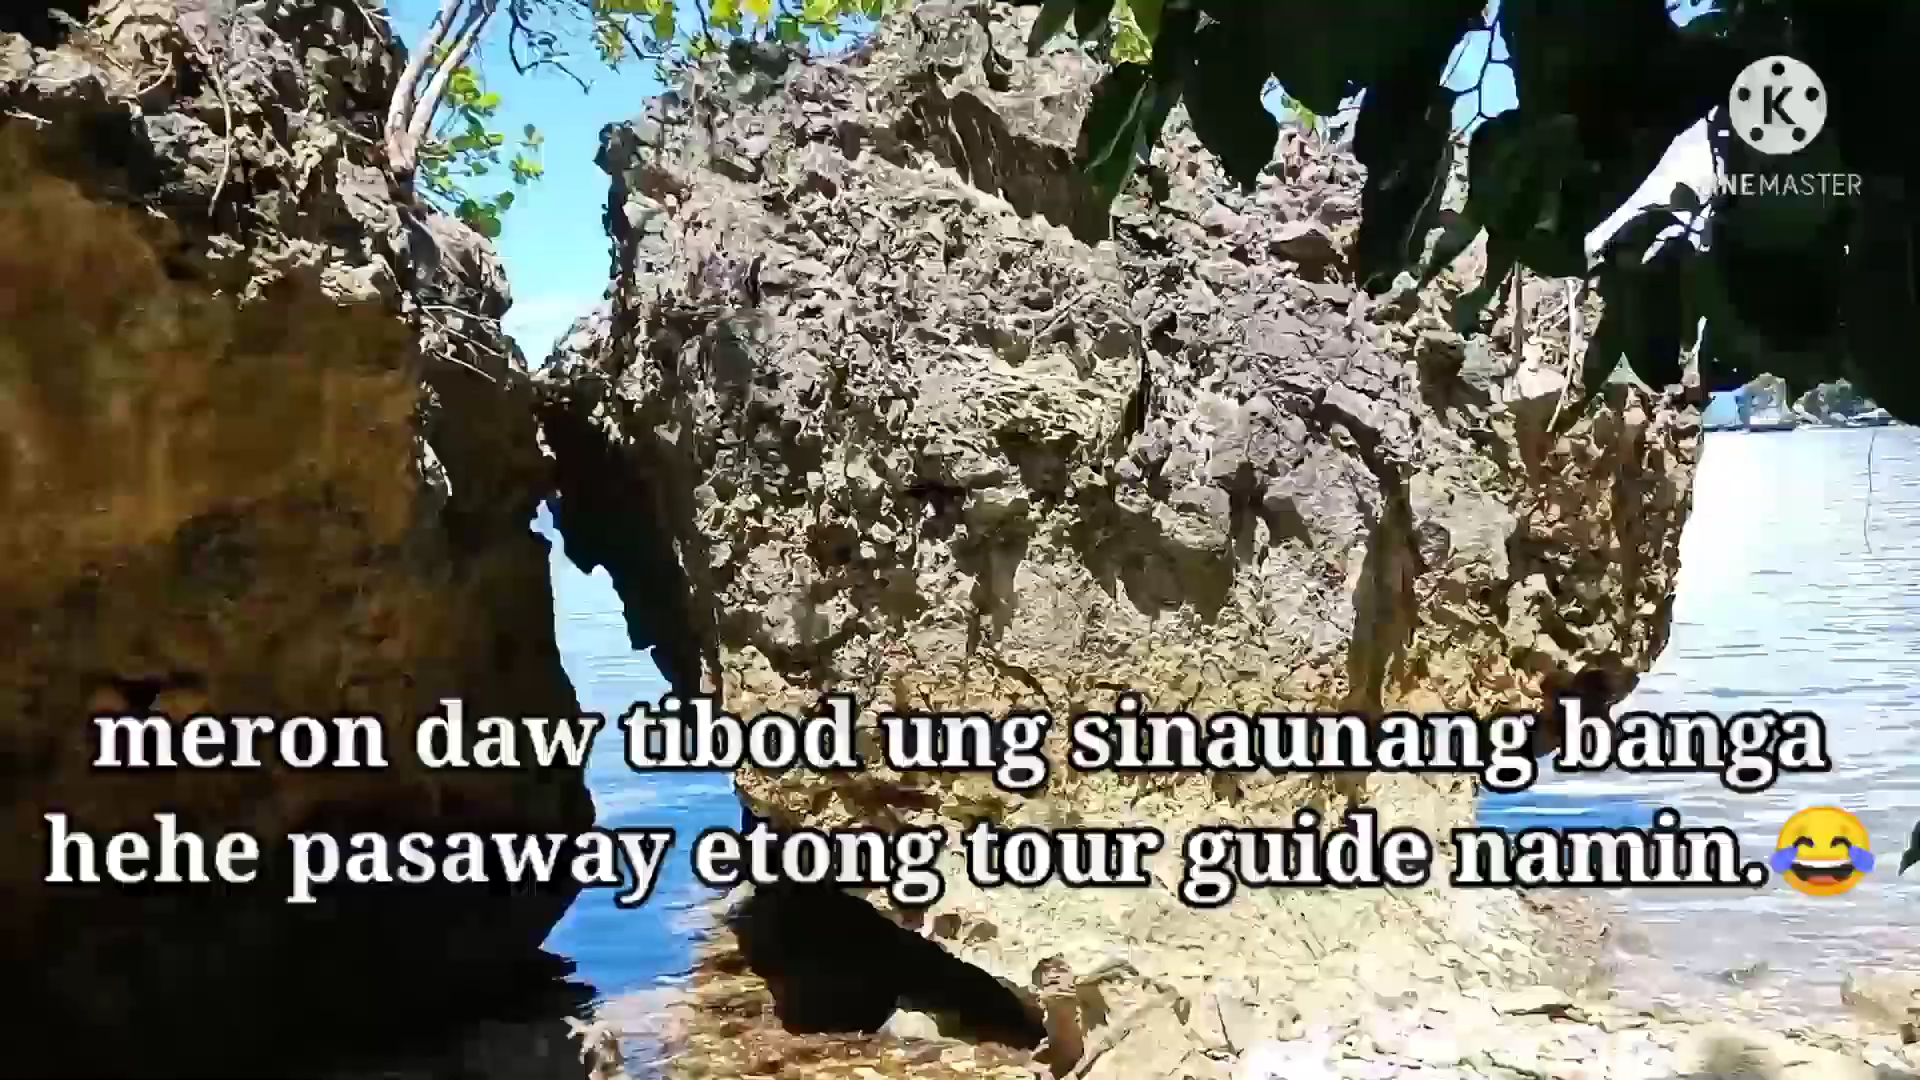 K
KINEMASTER
meron daw tibod ung sinaunang banga
hehe pasaway etong tour guide namin.😂